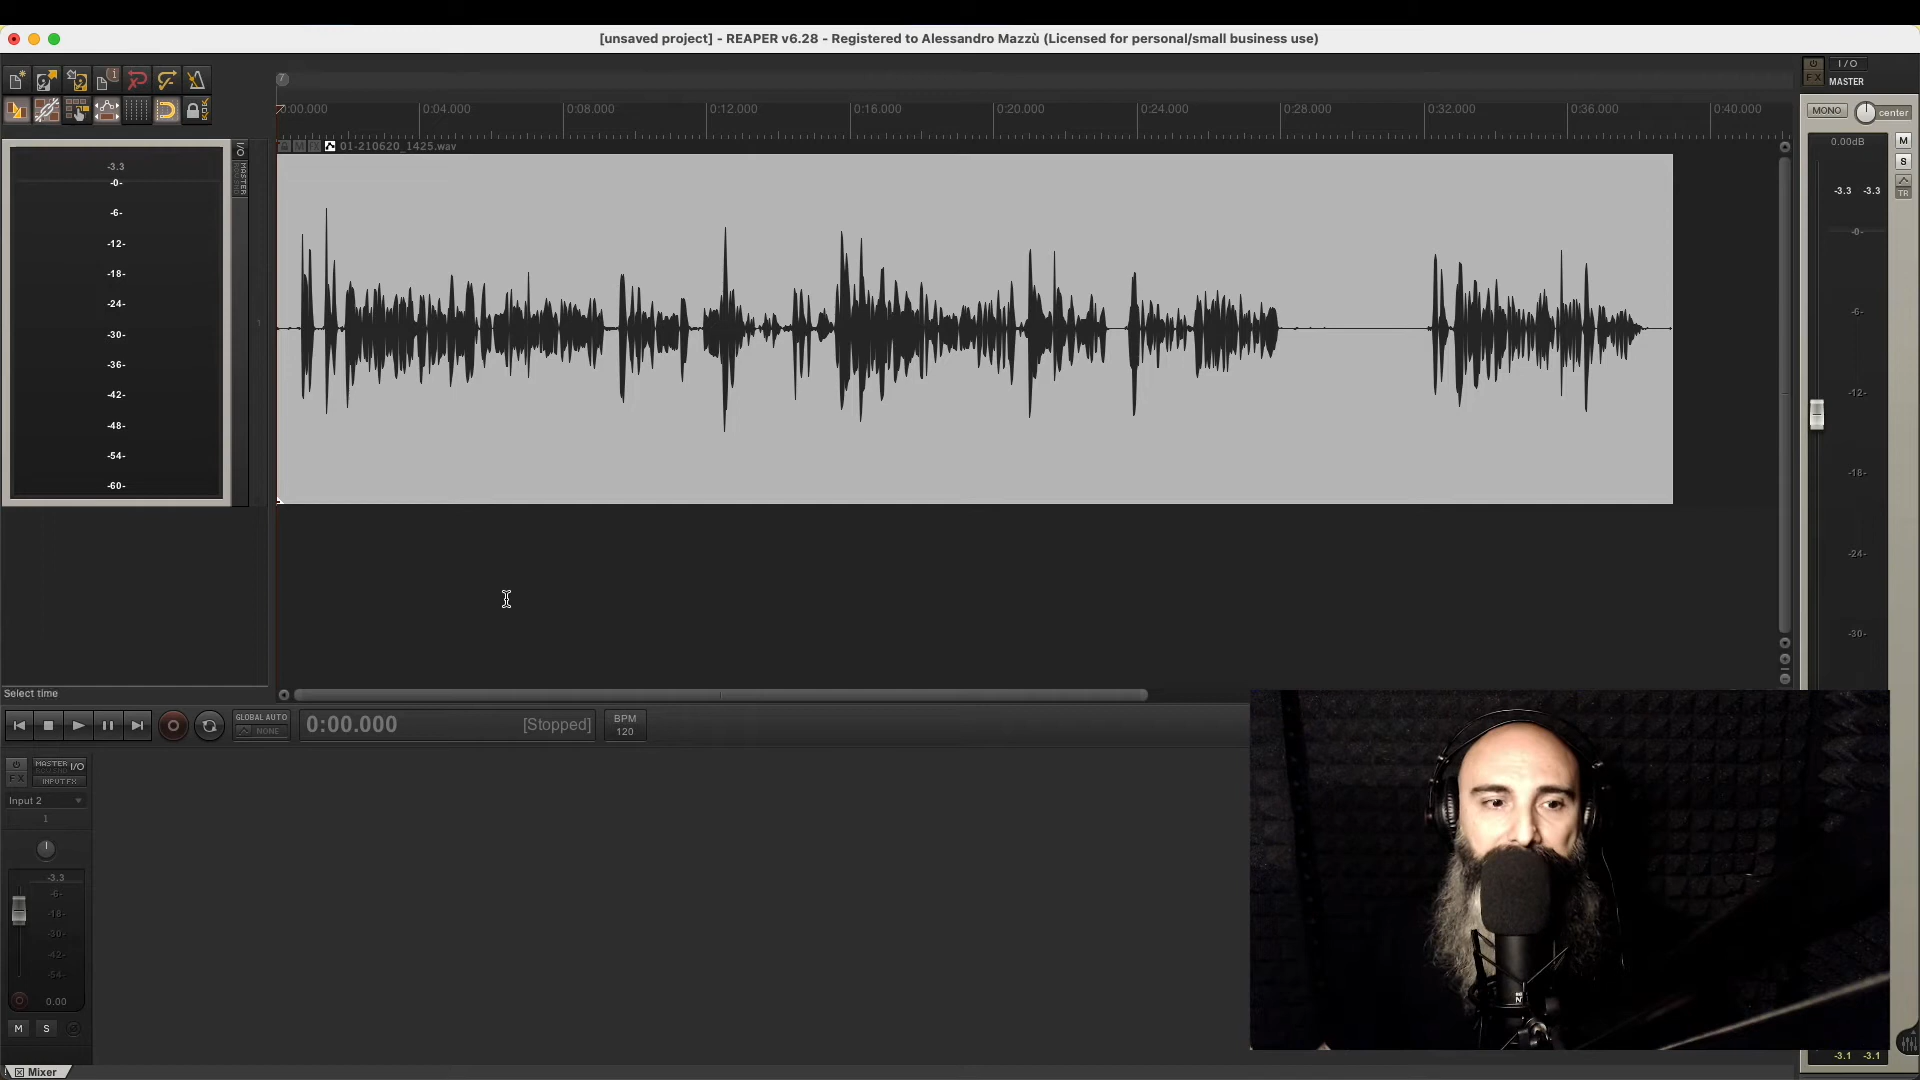 [unsaved project] - REAPER v6.28 - Registered to Alessandro Mazzù (Licensed for personal/small business use)
7
0:00.000 0:04.000 0:08.000 0:12.000 0:16.000 0:20.000 0:24.000 0:28.000 0:32.000 0:36.000 0:40.000
I/O
FX
MASTER
MONO
center
0.00dB
M
S
TR
-3.3 -3.3
-0-
-6-
-12-
-18-
-24-
-30-
-3.1 -3.1
I/O
MASTER
M FX 01-210620_1425.wav
-3.3
-0-
-6-
-12-
-18-
-24-
-30-
-36-
-42-
-48-
-54-
-60-
1
Select time
GLOBAL AUTO
NONE
0:00.000 [Stopped]
BPM
120
FX
MASTER I/O
INPUT FX
Input 2
1
-3.3
-6-
-18-
-30-
-42-
-54-
0.00
M S
Mixer